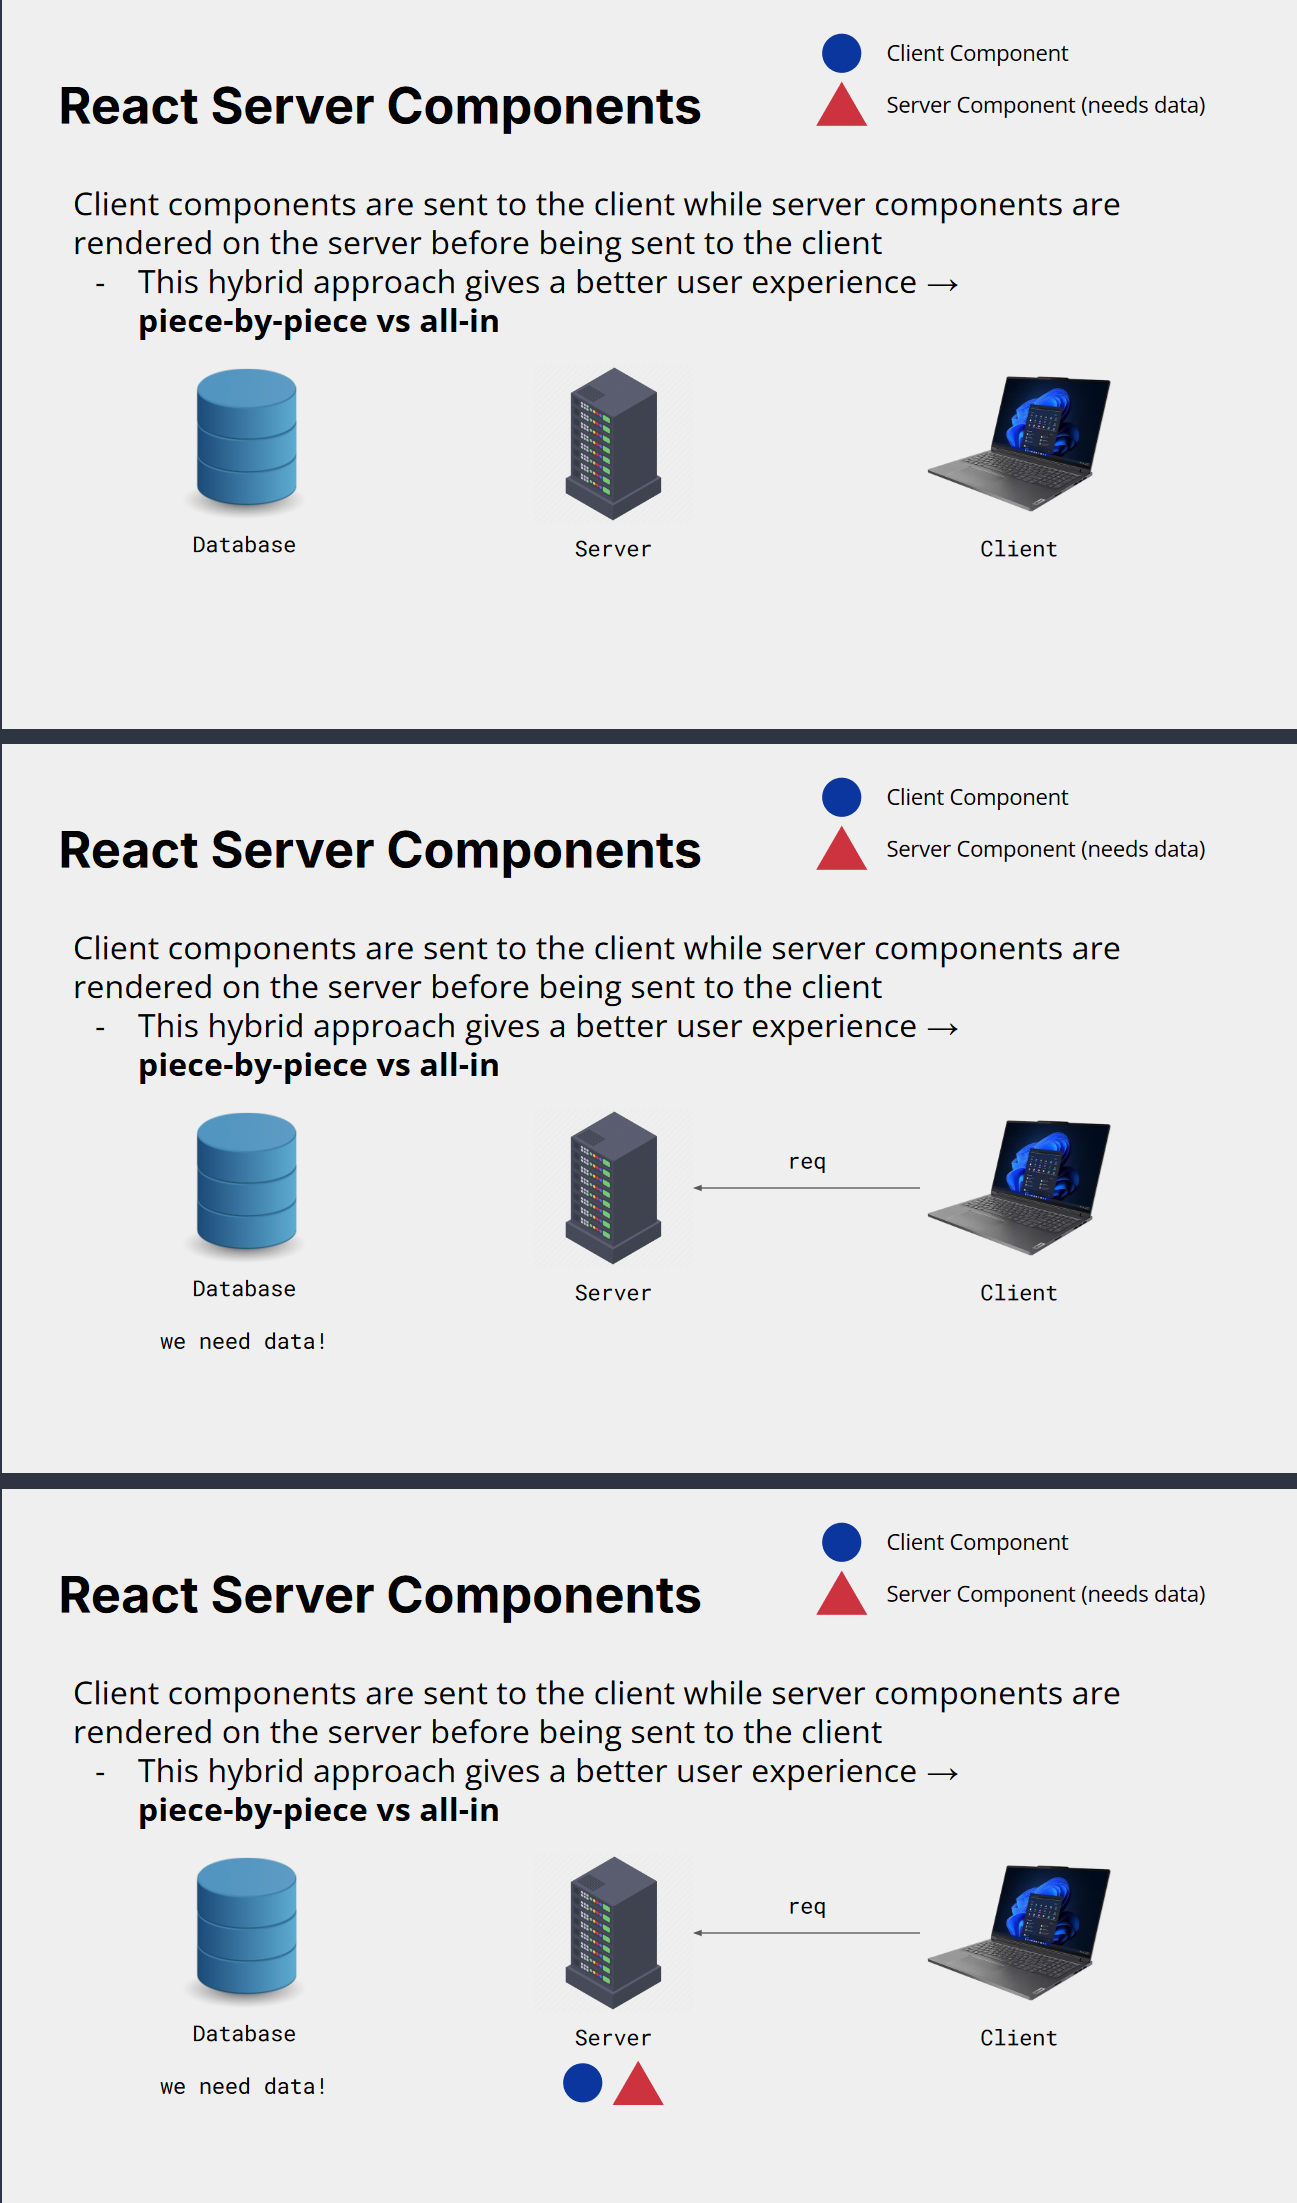 Client Component
React Server Components
Server Component (needs data)
Client components are sent to the client while server components are
rendered on the server before being sent to the client
- This hybrid approach gives a better user experience →
piece-by-piece vs all-in
Database
Server
Client
Client Component
React Server Components
Server Component (needs data)
Client components are sent to the client while server components are
rendered on the server before being sent to the client
- This hybrid approach gives a better user experience →
piece-by-piece vs all-in
req
Database
Server
Client
we need data!
Client Component
React Server Components
Server Component (needs data)
Client components are sent to the client while server components are
rendered on the server before being sent to the client
- This hybrid approach gives a better user experience →
piece-by-piece vs all-in
req
Database
Server
Client
we need data!